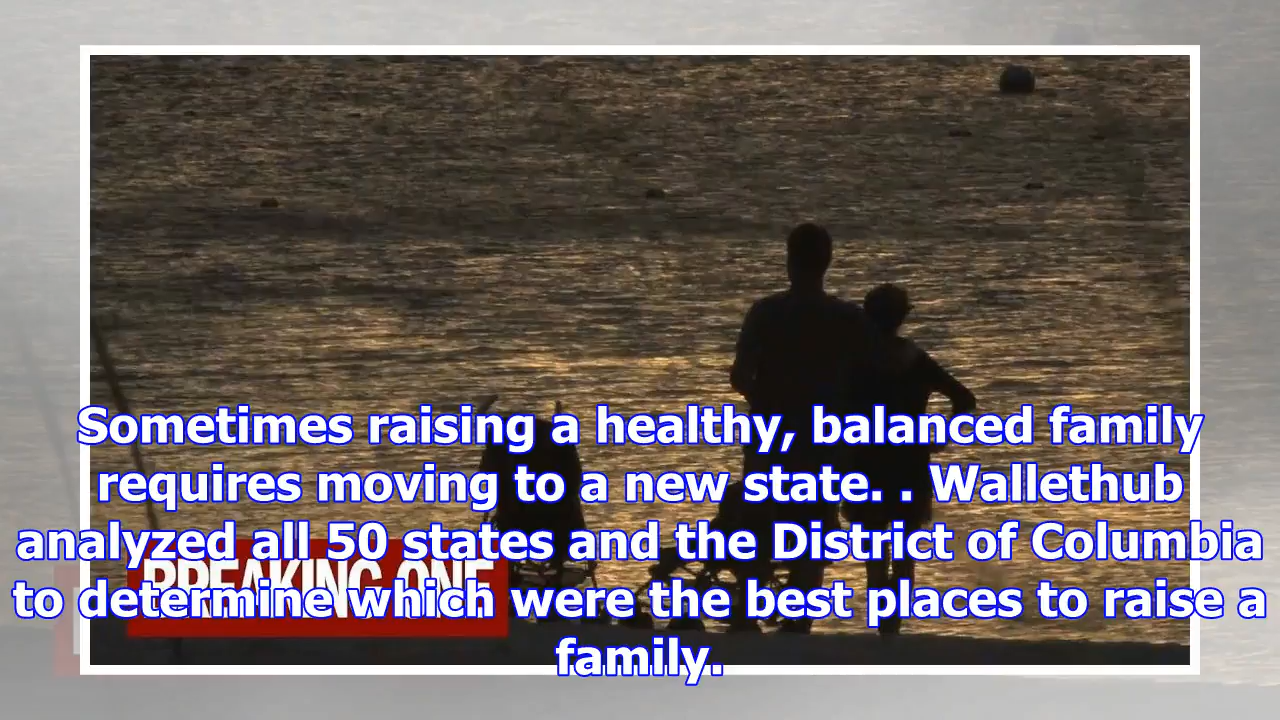 Sometimes raising a healthy, balanced family
requires moving to a new state. . Wallethub
analyzed all 50 states and the District of Columbia
BREAKING ONE
to determine which were the best places to raise a
family.